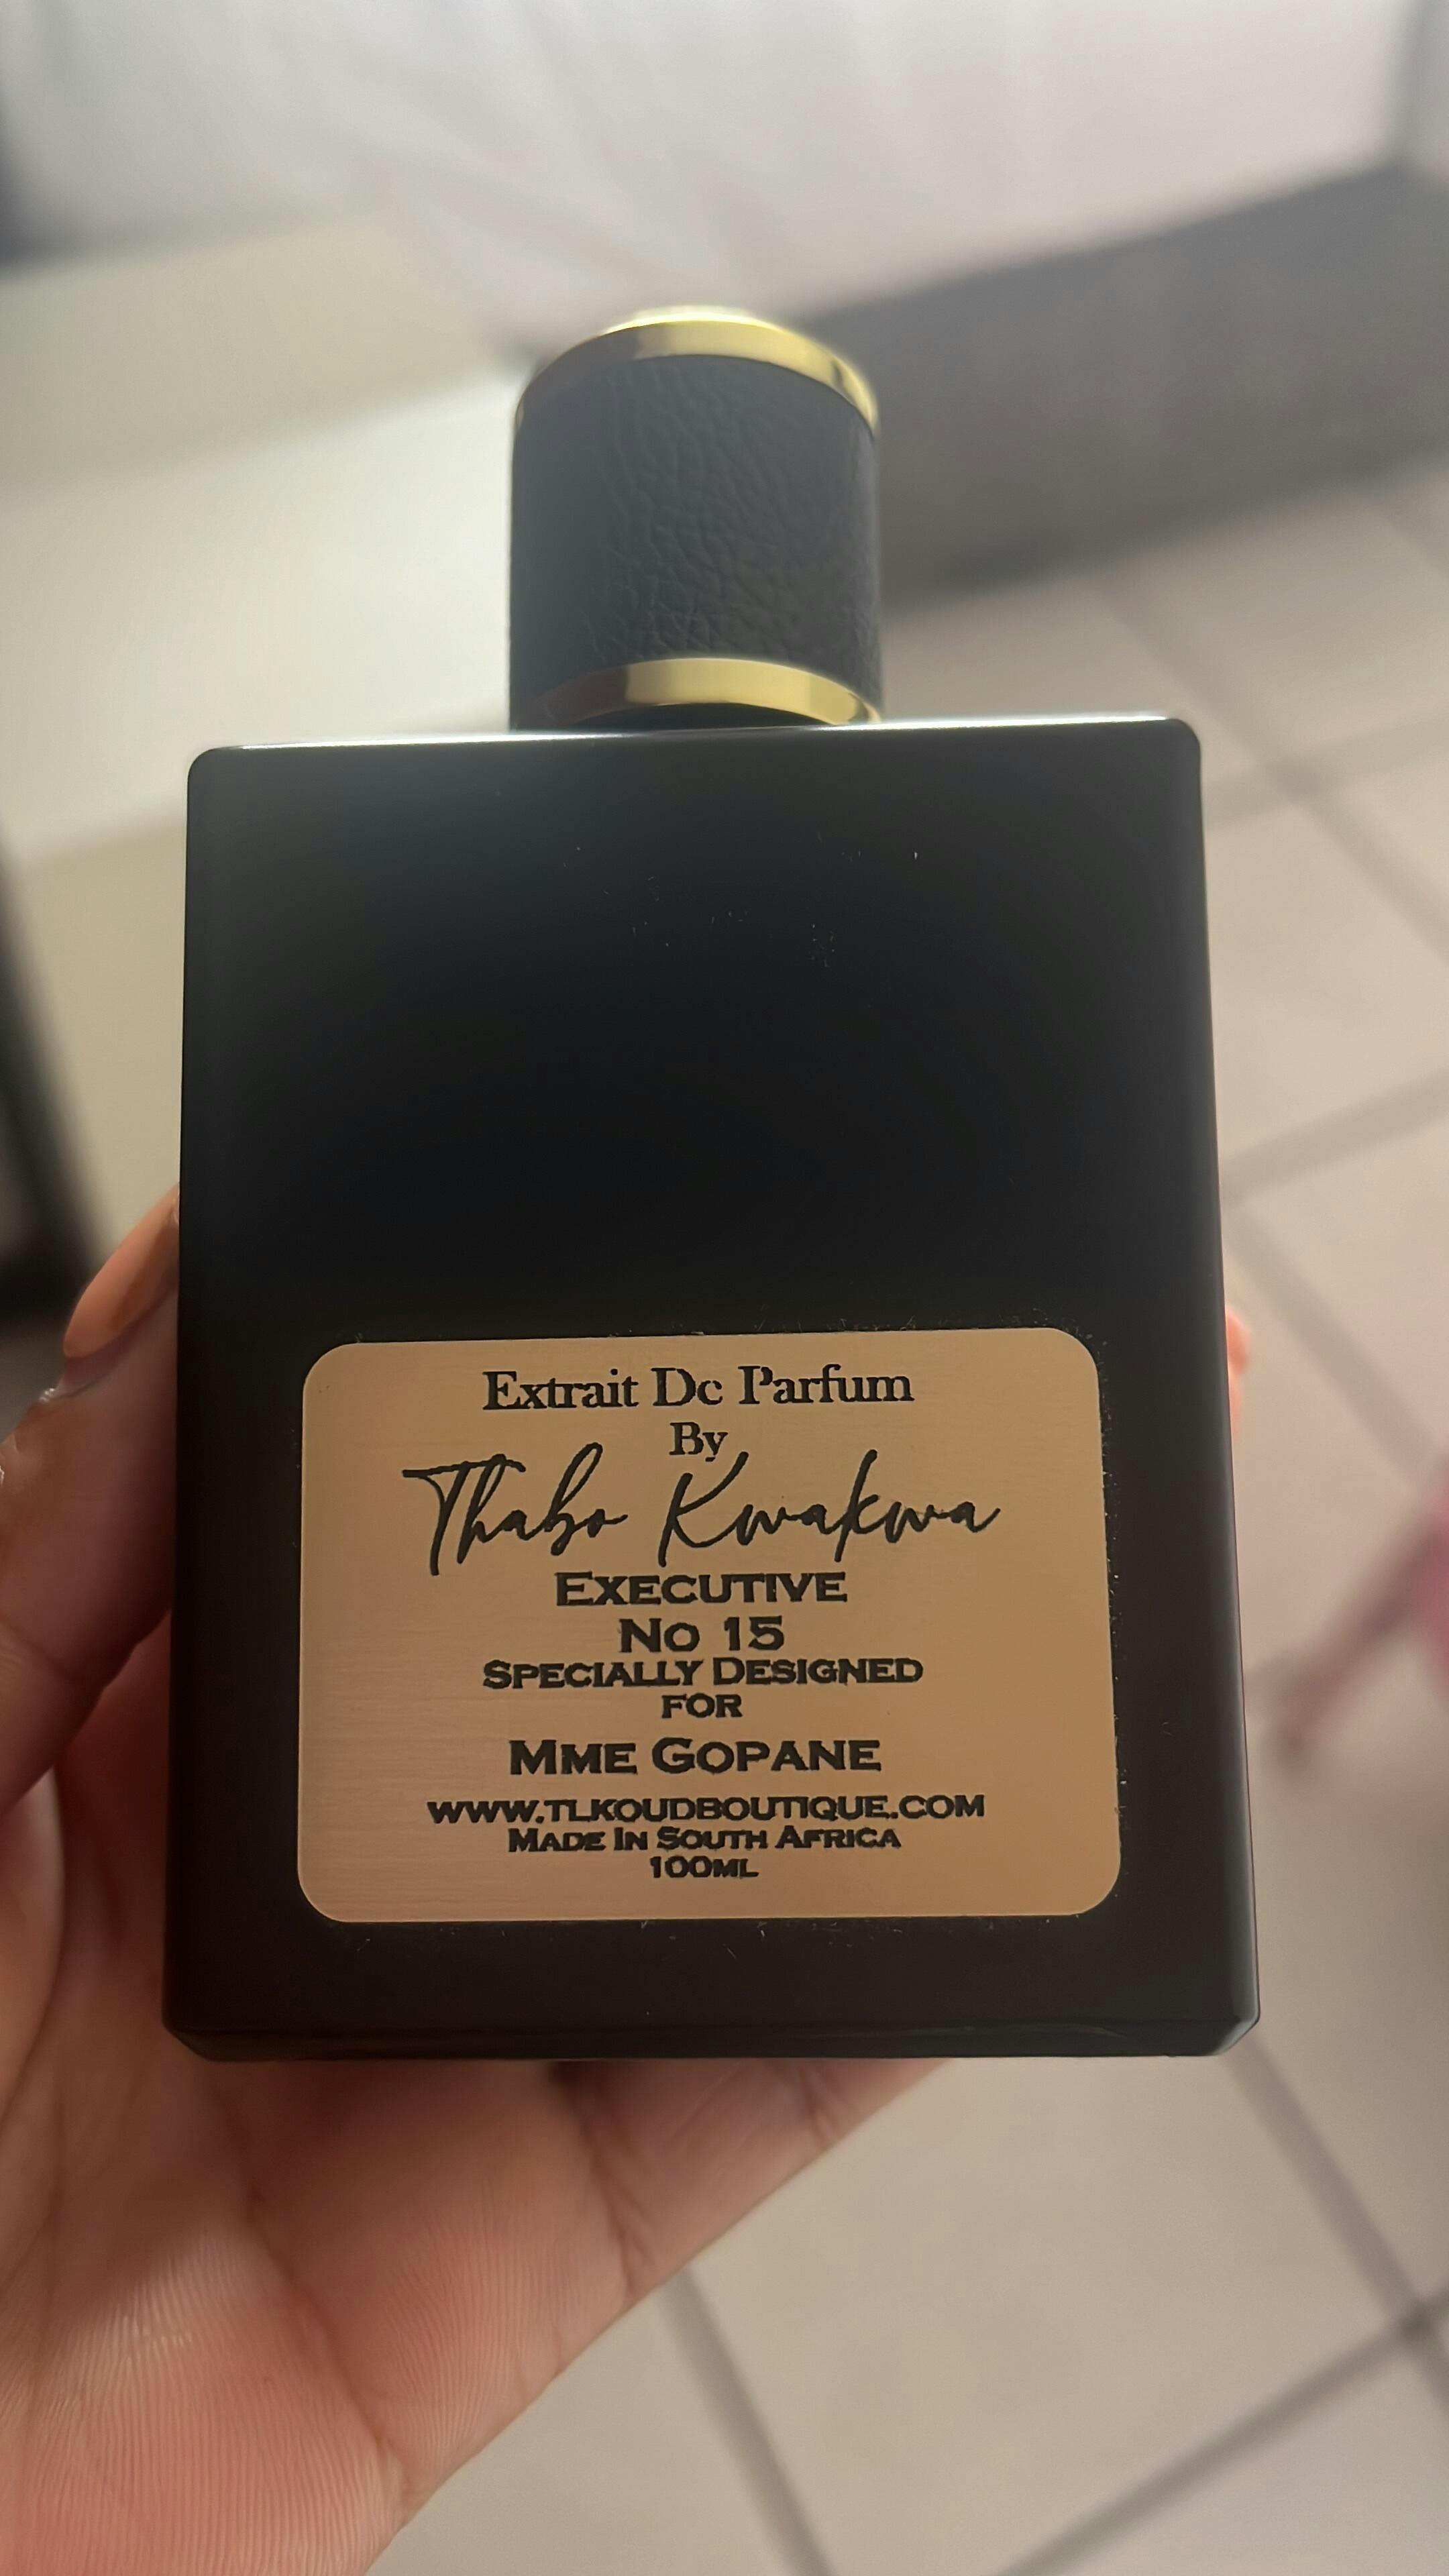 Extrait De Parfum
By
Thabo Kwakwa
EXECUTIVE
NO 15
SPECIALLY DESIGNED
FOR
MME GOPANE
WWW.TLKOUDBOUTIQUE.COM
MADE IN SOUTH AFRICA
100ML